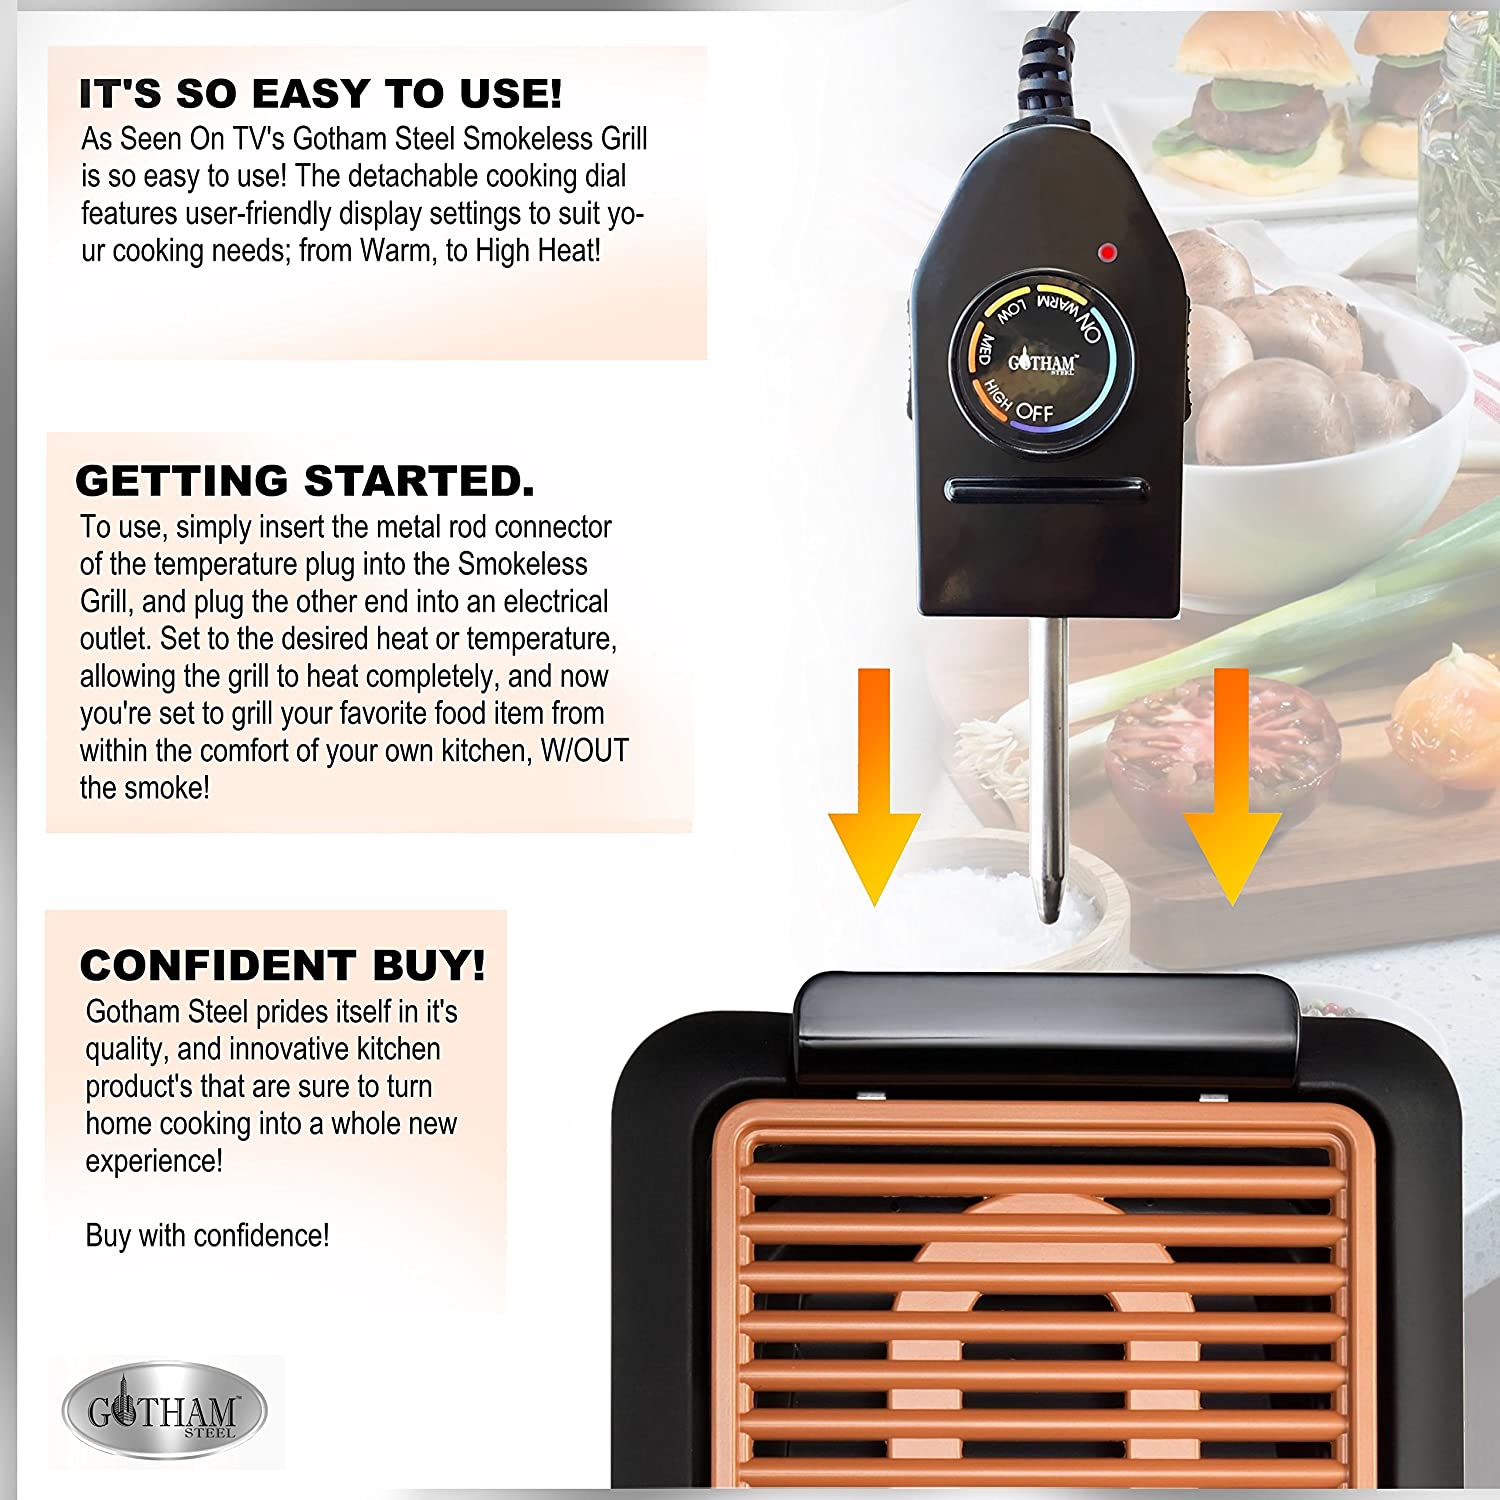 IT'S SO EASY TO USE!
As Seen On TV's Gotham Steel Smokeless Grill
is so easy to use! The detachable cooking dial
features user-friendly display settings to suit yo-
ur cooking needs; from Warm, to High Heat!
ON
WARM
LOW
MED
HIGH
OFF
GOTHAM™
STEEL
GETTING STARTED.
To use, simply insert the metal rod connector
of the temperature plug into the Smokeless
Grill, and plug the other end into an electrical
outlet. Set to the desired heat or temperature,
allowing the grill to heat completely, and now
you're set to grill your favorite food item from
within the comfort of your own kitchen, W/OUT
the smoke!
CONFIDENT BUY!
Gotham Steel prides itself in it's
quality, and innovative kitchen
product's that are sure to turn
home cooking into a whole new
experience!
Buy with confidence!
GOTHAM™
STEEL